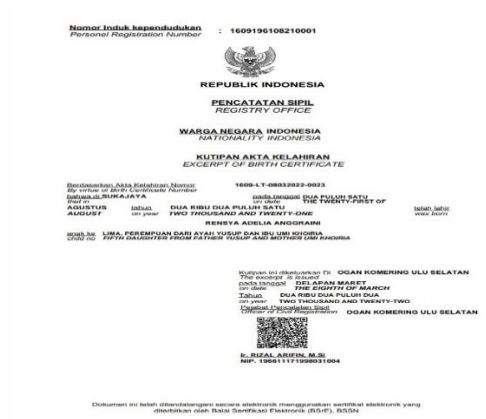 Nomor Induk kependudukan : 1609196108210001
Personel Registration Number
REPUBLIK INDONESIA
PENCATATAN SIPIL
REGISTRY OFFICE
WARGA NEGARA INDONESIA
NATIONALITY INDONESIA
KUTIPAN AKTA KELAHIRAN
EXCERPT OF BIRTH CERTIFICATE
Berdasarkan Akta Kelahiran Nomor 1609-LT-08032022-0023
By virtue of Birth Certificate Number
bahwa di SUKAJAYA pada tanggal DUA PULUH SATU
that in on date THE TWENTY-FIRST OF
AGUSTUS tahun DUA RIBU DUA PULUH SATU telah lahir
AUGUST on year TWO THOUSAND AND TWENTY-ONE was born
RENSYA ADELIA ANGGRAINI
anak ke LIMA, PEREMPUAN DARI AYAH YUSUP DAN IBU UMI KHOIRIA
child no FIFTH DAUGHTER FROM FATHER YUSUP AND MOTHER UMI KHOIRIA
Kutipan ini dikeluarkan Di OGAN KOMERING ULU SELATAN
The excerpt is issued
pada tanggal DELAPAN MARET
on date THE EIGHTH OF MARCH
Tahun DUA RIBU DUA PULUH DUA
on year TWO THOUSAND AND TWENTY-TWO
Pejabat Pencatatan Sipil
Officer of Civil Registration OGAN KOMERING ULU SELATAN
Ir. RIZAL ARIFIN, M.SI
NIP. 196611171998031004
Dokumen ini telah ditandatangani secara elektronik menggunakan sertifikat elektronik yang
diterbitkan oleh Balai Sertifikasi Elektronik (BSrE), BSSN